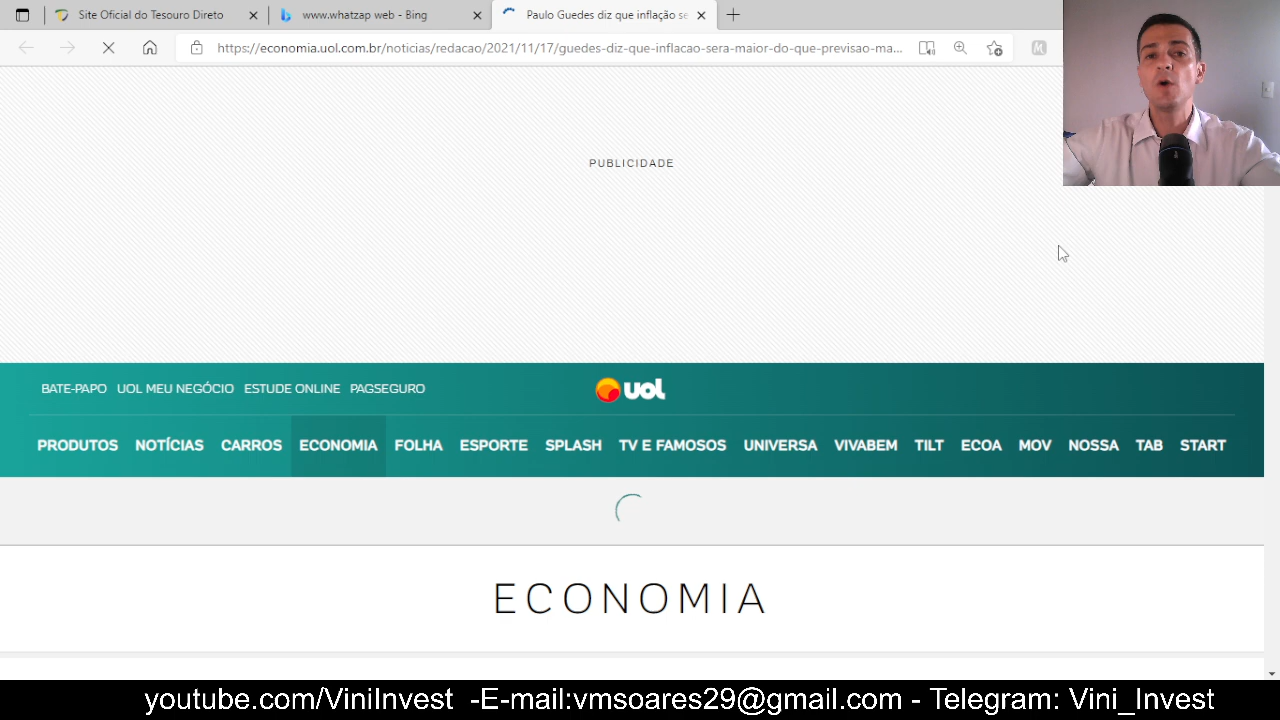 Site Oficial do Tesouro Direto
www.whatzap web - Bing
Paulo Guedes diz que inflação se
https://economia.uol.com.br/noticias/redacao/2021/11/17/guedes-diz-que-inflacao-sera-maior-do-que-previsao-ma...
PUBLICIDADE
BATE-PAPO UOL MEU NEGÓCIO ESTUDE ONLINE PAGSEGURO
uol
PRODUTOS NOTÍCIAS CARROS ECONOMIA FOLHA ESPORTE SPLASH TV E FAMOSOS UNIVERSA VIVABEM TILT ECOA MOV NOSSA TAB START
ECONOMIA
youtube.com/ViniInvest -E-mail:vmsoares29@gmail.com - Telegram: Vini_Invest